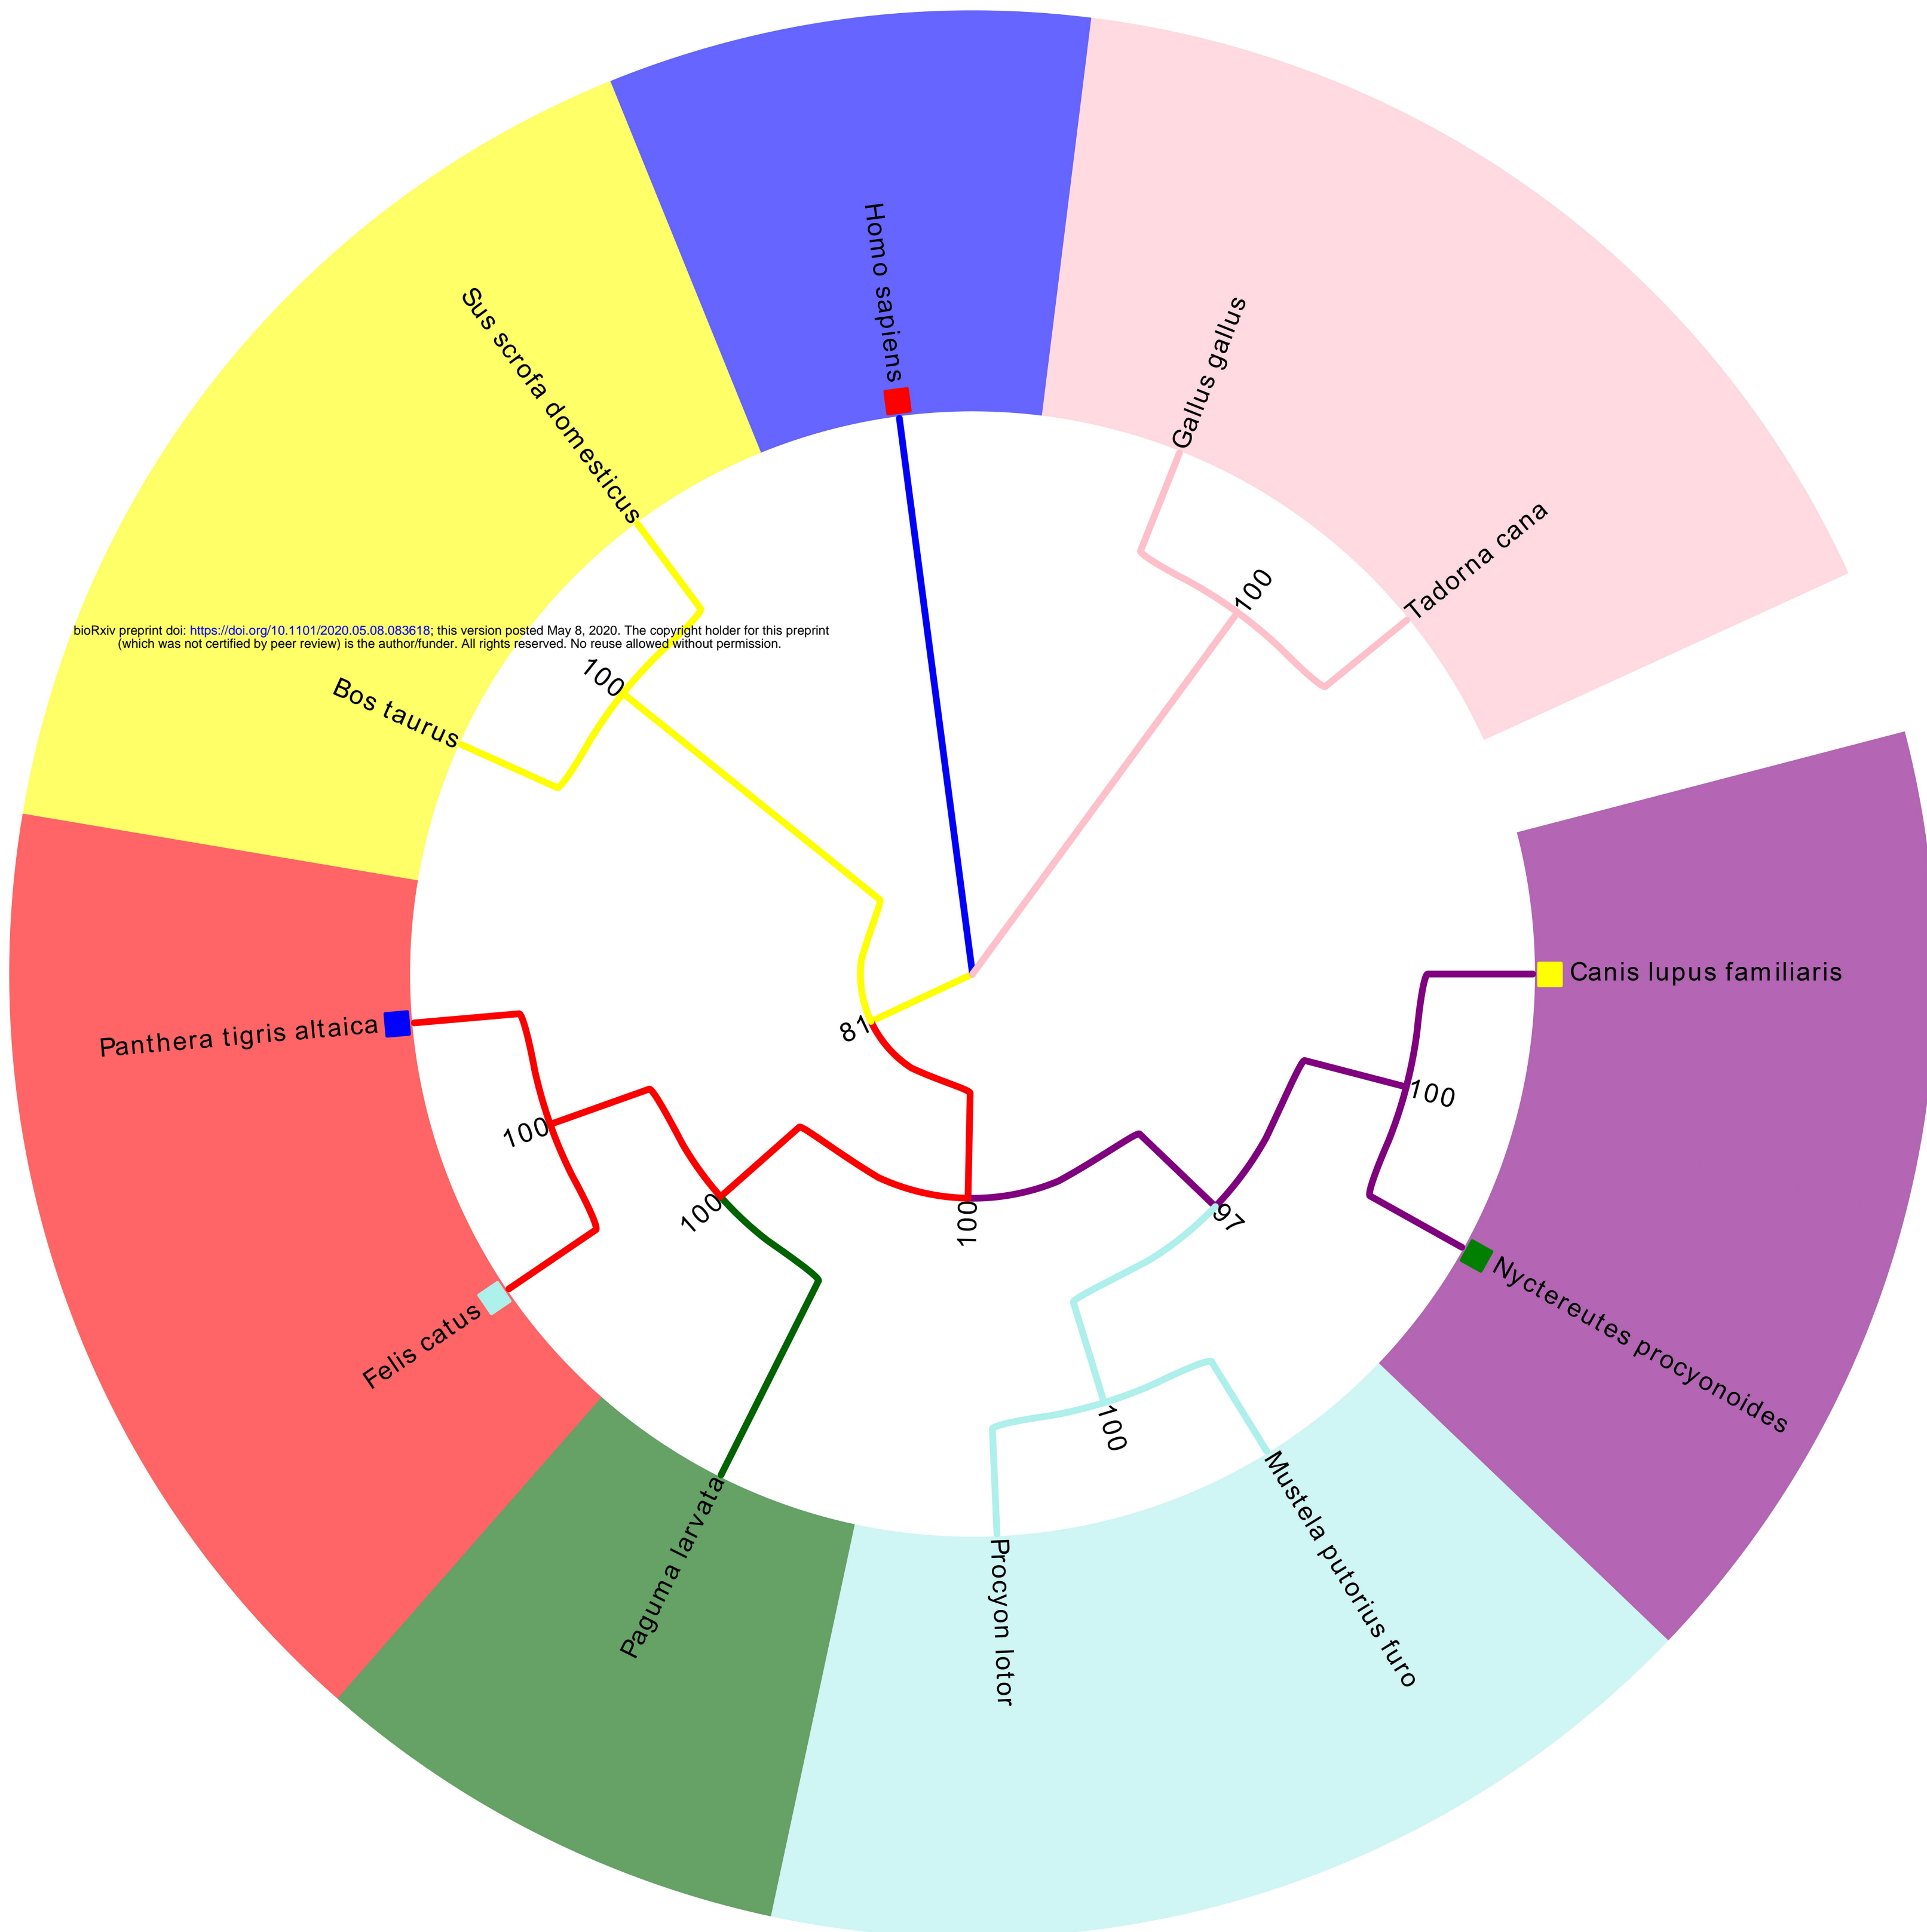 Homo sapiens
Gallus gallus
Tadorna cana
100
Sus scrofa domesticus
bioRxiv preprint doi: https://doi.org/10.1101/2020.05.08.083618; this version posted May 8, 2020. The copyright holder for this preprint
(which was not certified by peer review) is the author/funder. All rights reserved. No reuse allowed without permission.
100
Bos taurus
Canis lupus familiaris
Panthera tigris altaica
81
100
100
100
100
97
Nyctereutes procyonoides
Felis catus
100
Paguma larvata
Procyon lotor
Mustela putorius furo